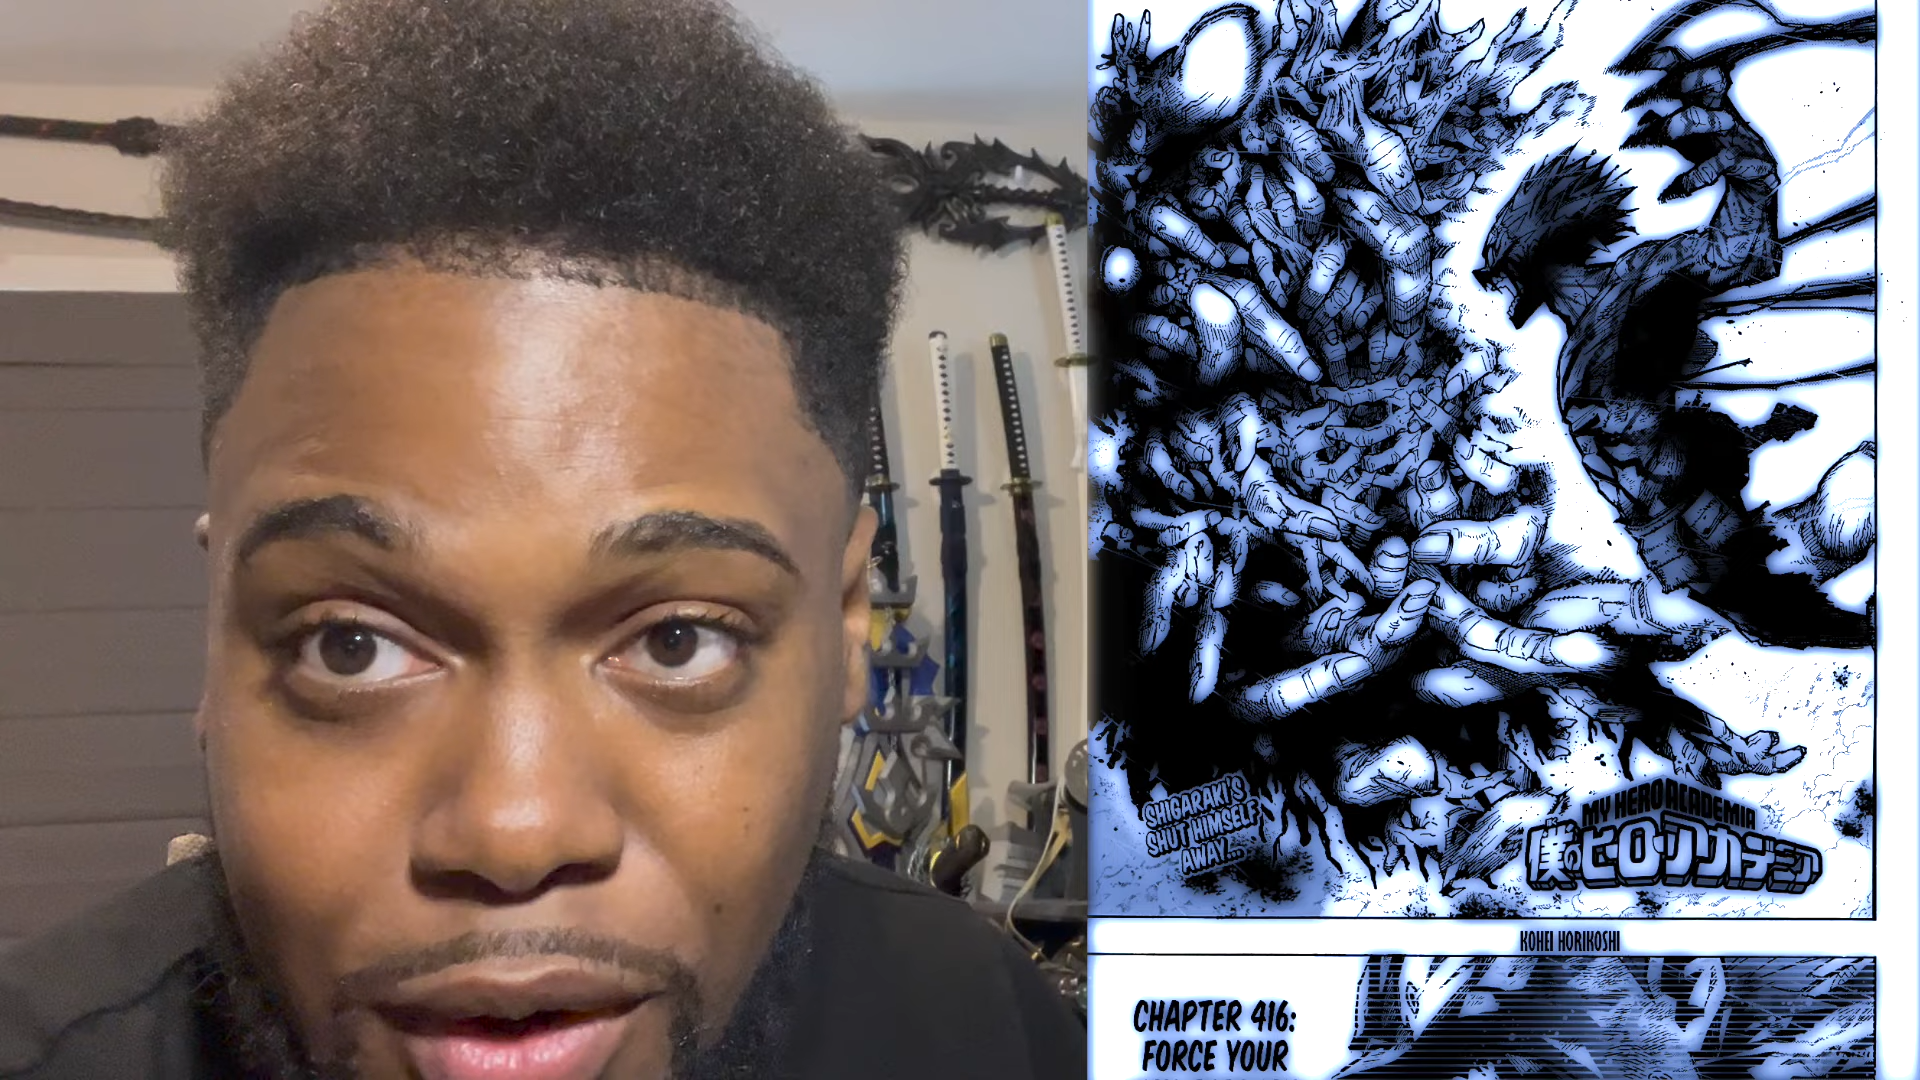 SHIGARAKI'S
SHUT HIMSELF
AWAY...
MY HERO ACADEMIA
僕のヒーローアカデミア
KOHEI HORIKOSHI
CHAPTER 416:
FORCE YOUR